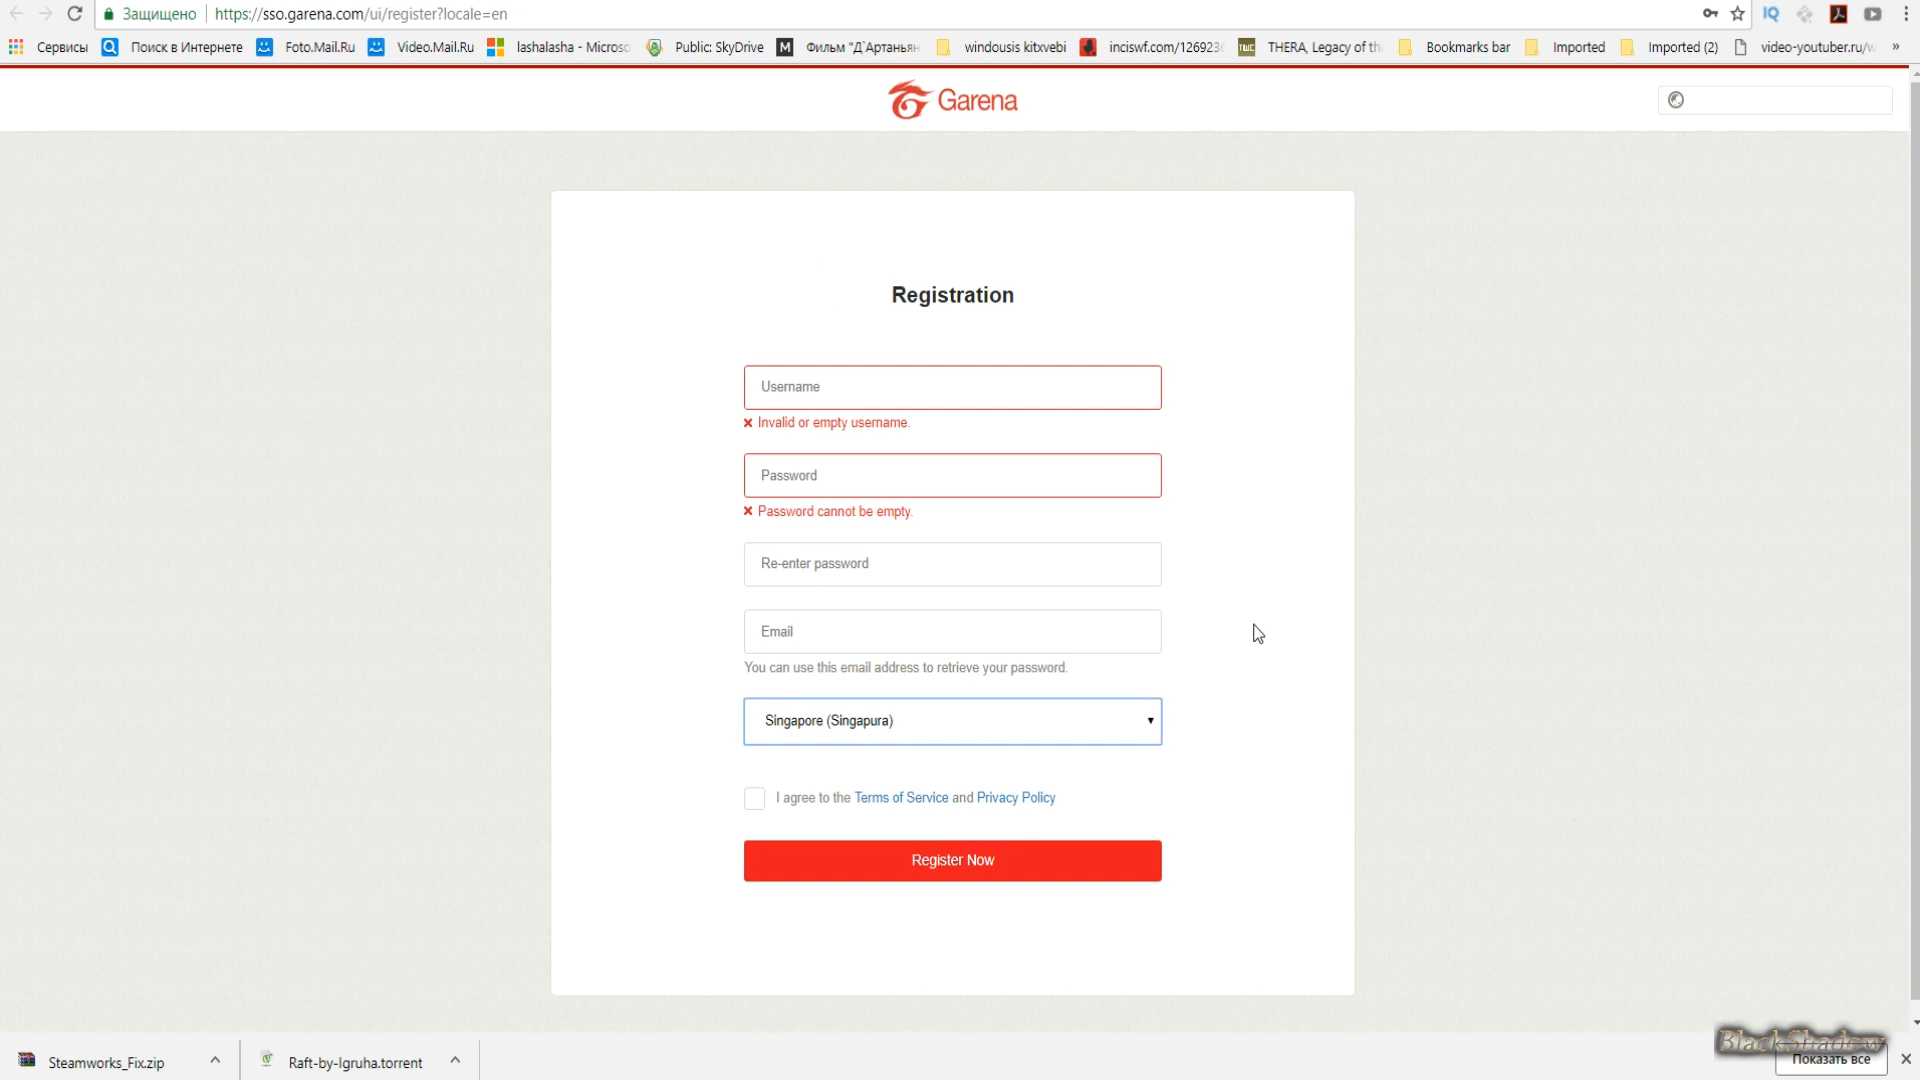 Защищено https://sso.garena.com/ui/register?locale=en IQ
Сервисы Поиск в Интернете Foto.Mail.Ru Video.Mail.Ru lashalasha - Microso Public: SkyDrive M Фильм "Д`Артаньян windousis kitxvebi inciswf.com/126923 TWC THERA, Legacy of th Bookmarks bar Imported Imported (2) video-youtuber.ru/w »
Garena
Registration
Username
Invalid or empty username.
Password
Password cannot be empty.
Re-enter password
Email
You can use this email address to retrieve your password.
Singapore (Singapura)
I agree to the Terms of Service and Privacy Policy
Register Now
BlackShadow
Steamworks_Fix.zip Raft-by-Igruha.torrent Показать все